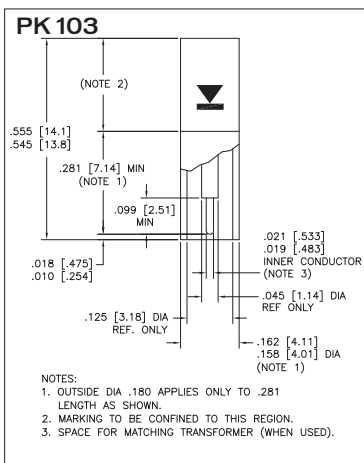 PK 103
(NOTE 2)
.555 [14.1]
.545 [13.8]
.281 [7.14] MIN
(NOTE 1)
.099 [2.51]
MIN
.021 [.533]
.019 [.483]
INNER CONDUCTOR
(NOTE 3)
.018 [.475]
.010 [.254]
.045 [1.14] DIA
REF ONLY
.125 [3.18] DIA
REF. ONLY
.162 [4.11]
.158 [4.01] DIA
(NOTE 1)
NOTES:
1. OUTSIDE DIA .180 APPLIES ONLY TO .281
LENGTH AS SHOWN.
2. MARKING TO BE CONFINED TO THIS REGION.
3. SPACE FOR MATCHING TRANSFORMER (WHEN USED).